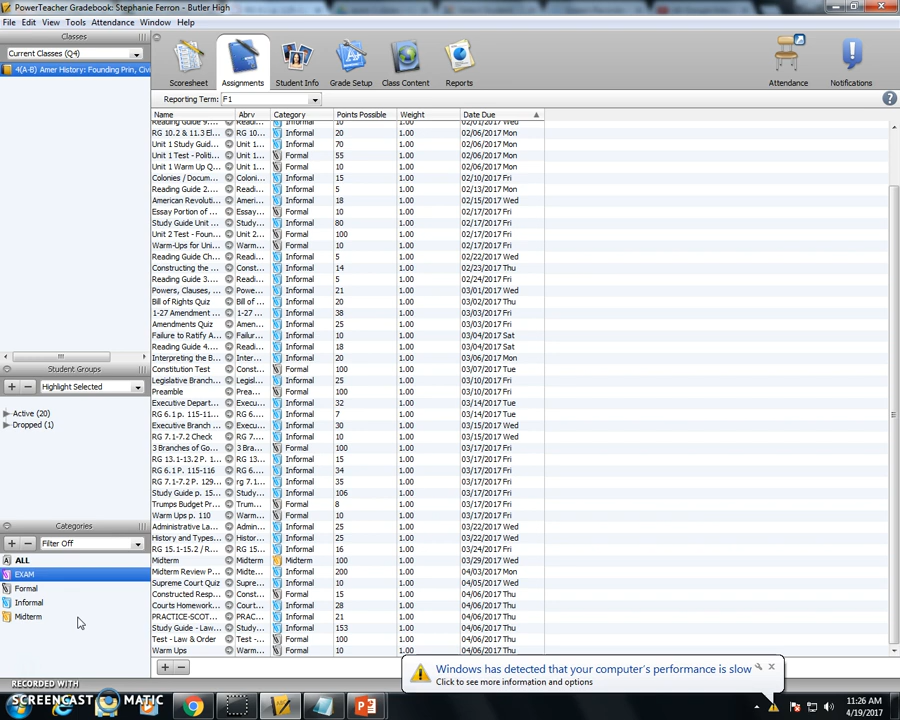 PowerTeacher Gradebook: Stephanie Ferron - Butler High
File Edit View Tools Attendance Window Help
Classes
Current Classes (Q4)
4(A-B) Amer History: Founding Prin, Civi
Scoresheet Assignments Student Info Grade Setup Class Content Reports Attendance Notifications
Reporting Term: F1
Name Abrv Category Points Possible Weight Date Due
Reading Guide 9.... Readi... Informal 10 1.00 02/01/2017 Wed
RG 10.2 & 11.3 El... RG 10... Informal 20 1.00 02/06/2017 Mon
Unit 1 Study Guid... Unit 1... Informal 70 1.00 02/06/2017 Mon
Unit 1 Test - Politi... Unit 1... Formal 55 1.00 02/06/2017 Mon
Unit 1 Warm Up Q... Unit 1... Formal 10 1.00 02/06/2017 Mon
Colonies / Docum... Coloni... Informal 15 1.00 02/10/2017 Fri
Reading Guide 2.... Readi... Informal 5 1.00 02/13/2017 Mon
American Revoluti... Ameri... Informal 18 1.00 02/15/2017 Wed
Essay Portion of ... Essay... Formal 10 1.00 02/17/2017 Fri
Study Guide Unit ... Study... Informal 80 1.00 02/17/2017 Fri
Unit 2 Test - Foun... Unit 2... Formal 100 1.00 02/17/2017 Fri
Warm-Ups for Uni... Warm... Formal 10 1.00 02/17/2017 Fri
Reading Guide Ch... Readi... Informal 5 1.00 02/22/2017 Wed
Constructing the ... Const... Informal 14 1.00 02/23/2017 Thu
Reading Guide 3.... Readi... Informal 5 1.00 02/24/2017 Fri
Powers, Clauses, ... Powe... Informal 21 1.00 03/01/2017 Wed
Bill of Rights Quiz Bill of ... Informal 20 1.00 03/02/2017 Thu
1-27 Amendment ... 1-27 ... Informal 38 1.00 03/03/2017 Fri
Amendments Quiz Amen... Informal 25 1.00 03/03/2017 Fri
Failure to Ratify A... Failur... Informal 10 1.00 03/04/2017 Sat
Reading Guide 4.... Readi... Informal 18 1.00 03/04/2017 Sat
Interpreting the B... Inter... Informal 20 1.00 03/06/2017 Mon
Constitution Test Const... Formal 100 1.00 03/07/2017 Tue
Legislative Branch... Legisl... Informal 25 1.00 03/10/2017 Fri
Preamble Prea... Formal 100 1.00 03/10/2017 Fri
Executive Depart... Execu... Informal 32 1.00 03/14/2017 Tue
RG 6.1 p. 115-11... RG 6.... Informal 7 1.00 03/14/2017 Tue
Executive Branch ... Execu... Informal 30 1.00 03/15/2017 Wed
RG 7.1-7.2 Check RG 7.... Informal 10 1.00 03/15/2017 Wed
3 Branches of Go... 3 Bra... Formal 100 1.00 03/17/2017 Fri
RG 13.1-13.2 P. 1... RG 13... Informal 15 1.00 03/17/2017 Fri
RG 6.1 P. 115-116 RG 6.... Informal 34 1.00 03/17/2017 Fri
RG 7.1-7.2 P. 129... rg 7.1... Informal 35 1.00 03/17/2017 Fri
Study Guide p. 15... Study... Informal 106 1.00 03/17/2017 Fri
Trumps Budget Pr... Trum... Formal 8 1.00 03/17/2017 Fri
Warm Ups p. 110 Warm... Formal 10 1.00 03/17/2017 Fri
Administrative La... Admin... Informal 25 1.00 03/22/2017 Wed
History and Types... Histor... Informal 25 1.00 03/22/2017 Wed
RG 15.1-15.2 / R... RG 15... Informal 16 1.00 03/24/2017 Fri
Midterm Midterm Midterm 100 1.00 03/29/2017 Wed
Midterm Review P... Midte... Informal 200 1.00 04/03/2017 Mon
Supreme Court Quiz Supre... Informal 10 1.00 04/05/2017 Wed
Constructed Resp... Const... Formal 15 1.00 04/06/2017 Thu
Courts Homework... Court... Informal 28 1.00 04/06/2017 Thu
PRACTICE-SCOT... PRAC... Informal 21 1.00 04/06/2017 Thu
Study Guide - Law... Study... Informal 153 1.00 04/06/2017 Thu
Test - Law & Order Test -... Formal 100 1.00 04/06/2017 Thu
Warm Ups Warm... Formal 10 1.00 04/06/2017 Thu
Student Groups
Highlight Selected
Active (20)
Dropped (1)
Categories
Filter Off
ALL
EXAM
Formal
Informal
Midterm
Windows has detected that your computer's performance is slow
Click to see more information and options
RECORDED WITH
SCREENCAST MATIC
11:26 AM
4/19/2017